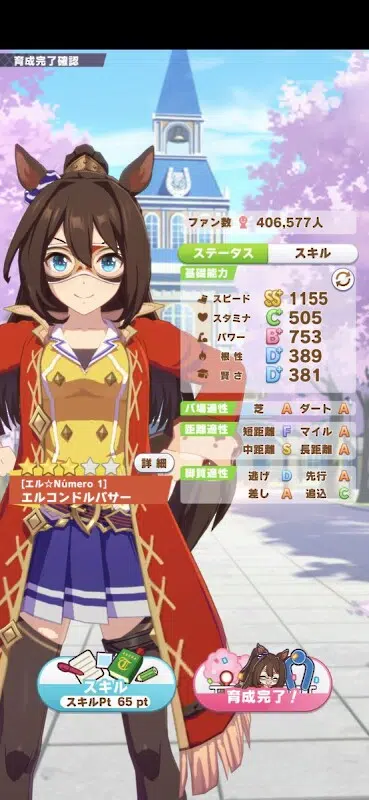 育成完了確認
ファン数 406,577人
ステータス スキル
基礎能力
スピード SS+ 1155
スタミナ C+ 505
パワー B+ 753
根性 D+ 389
賢さ D+ 381
バ場適性 芝 A ダート A
距離適性 短距離 F マイル A
中距離 S 長距離 A
脚質適性 逃げ D 先行 A
差し A 追込 C
詳細
[エル☆Número 1]
エルコンドルパサー
スキル
スキルPt 65 pt
育成完了！